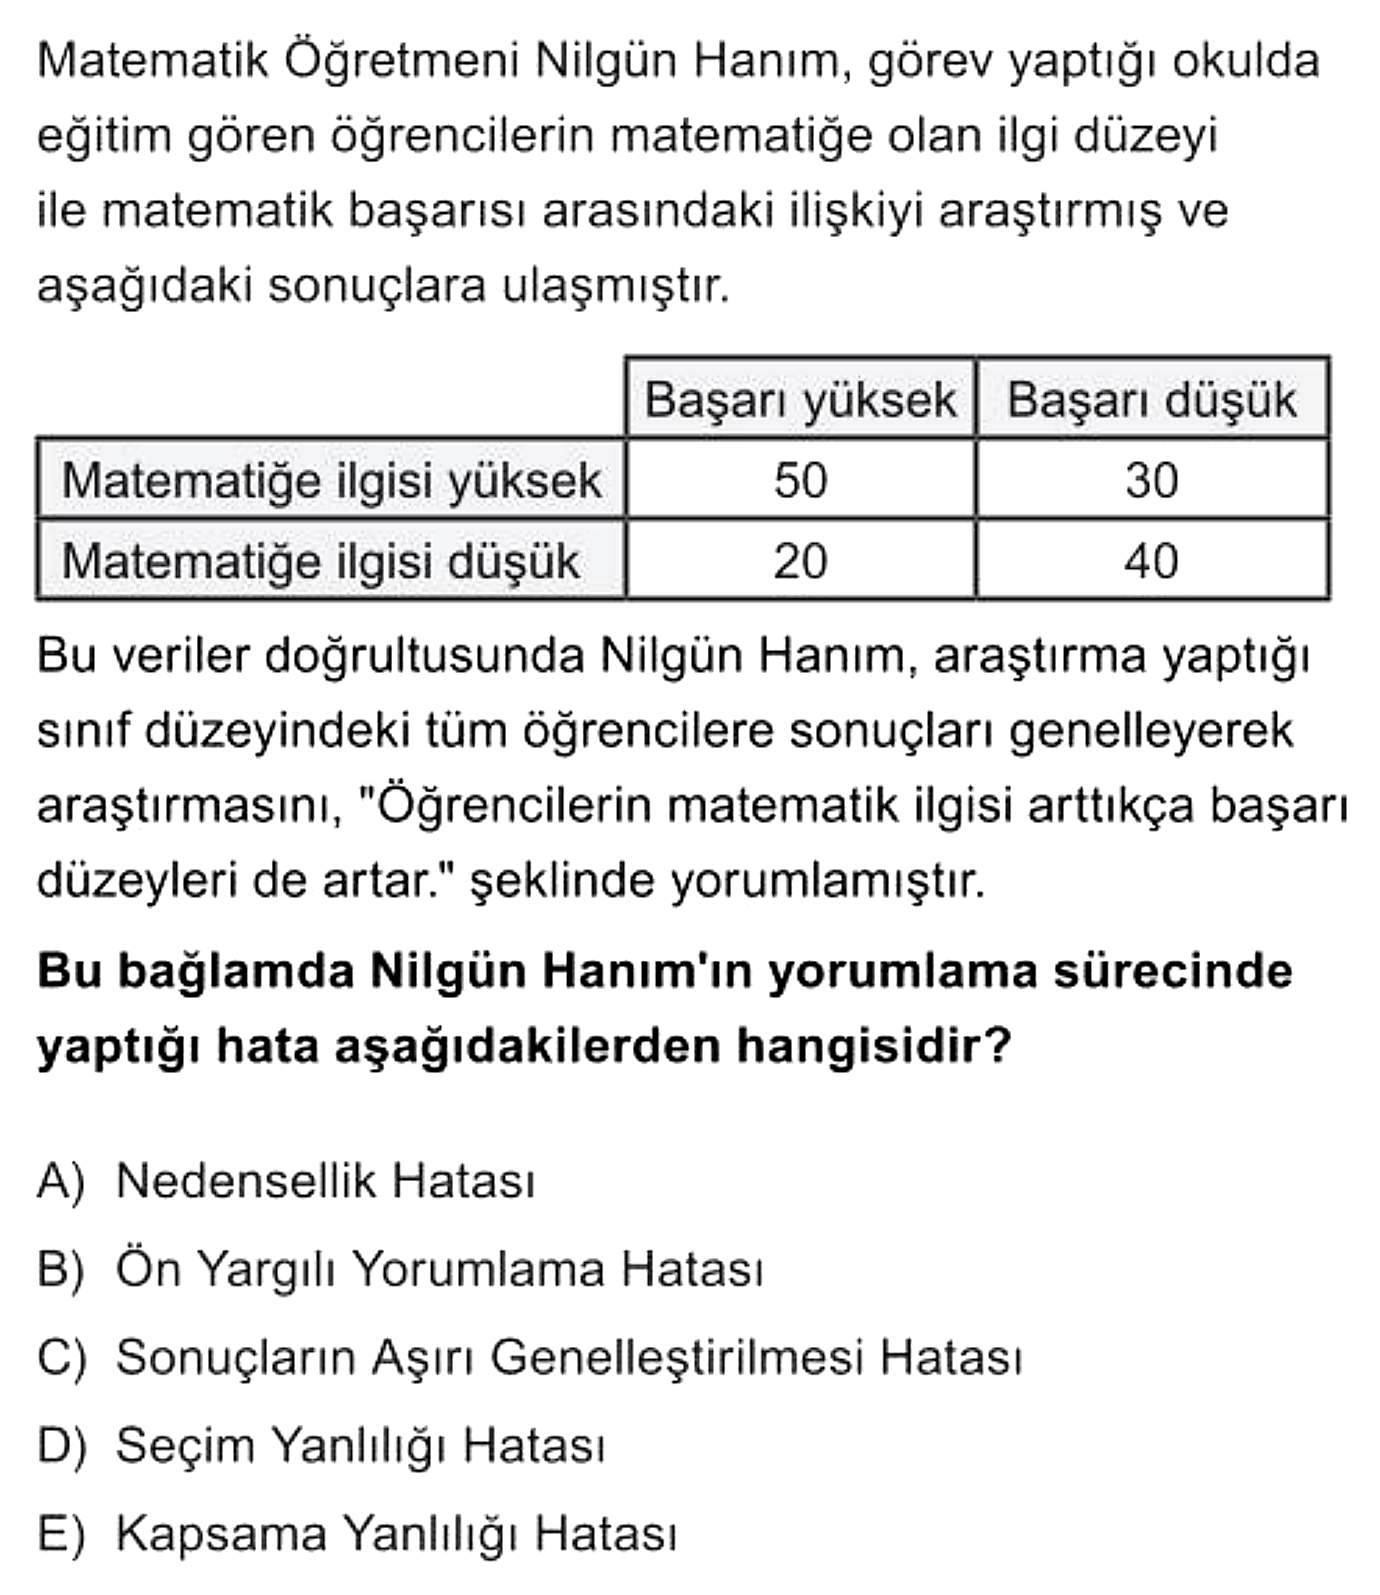 Matematik Öğretmeni Nilgün Hanım, görev yaptığı okulda
eğitim gören öğrencilerin matematiğe olan ilgi düzeyi
ile matematik başarısı arasındaki ilişkiyi araştırmış ve
aşağıdaki sonuçlara ulaşmıştır.
Başarı yüksek Başarı düşük
Matematiğe ilgisi yüksek 50 30
Matematiğe ilgisi düşük 20 40
Bu veriler doğrultusunda Nilgün Hanım, araştırma yaptığı
sınıf düzeyindeki tüm öğrencilere sonuçları genelleyerek
araştırmasını, "Öğrencilerin matematik ilgisi arttıkça başarı
düzeyleri de artar." şeklinde yorumlamıştır.
Bu bağlamda Nilgün Hanım'ın yorumlama sürecinde
yaptığı hata aşağıdakilerden hangisidir?
A) Nedensellik Hatası
B) Ön Yargılı Yorumlama Hatası
C) Sonuçların Aşırı Genelleştirilmesi Hatası
D) Seçim Yanlılığı Hatası
E) Kapsama Yanlılığı Hatası